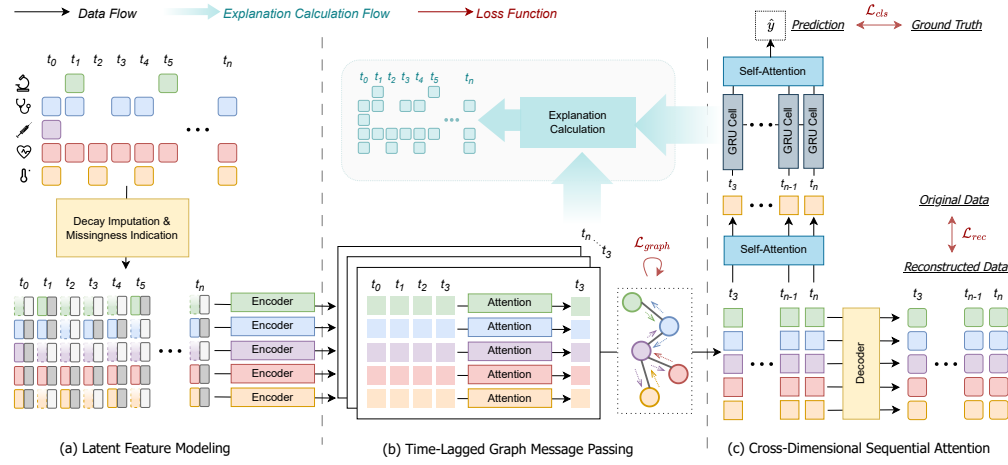 Data Flow
Explanation Calculation Flow
Loss Function
t0 t1 t2 t3 t4 t5 tn
Decay Imputation &
Missingness Indication
t0 t1 t2 t3 t4 t5 tn
Encoder
Encoder
Encoder
Encoder
Encoder
(a) Latent Feature Modeling
t0 t1 t2 t3 t4 t5 tn
Explanation
Calculation
tn
t3
t0 t1 t2 t3 t3
Attention
Attention
Attention
Attention
Attention
ℒgraph
(b) Time-Lagged Graph Message Passing
ŷ
Prediction
ℒcls
Ground Truth
Self-Attention
GRU Cell
GRU Cell
GRU Cell
t3 tn-1 tn
Self-Attention
Original Data
ℒrec
Reconstructed Data
t3 tn-1 tn
t3 tn-1 tn
Decoder
(c) Cross-Dimensional Sequential Attention